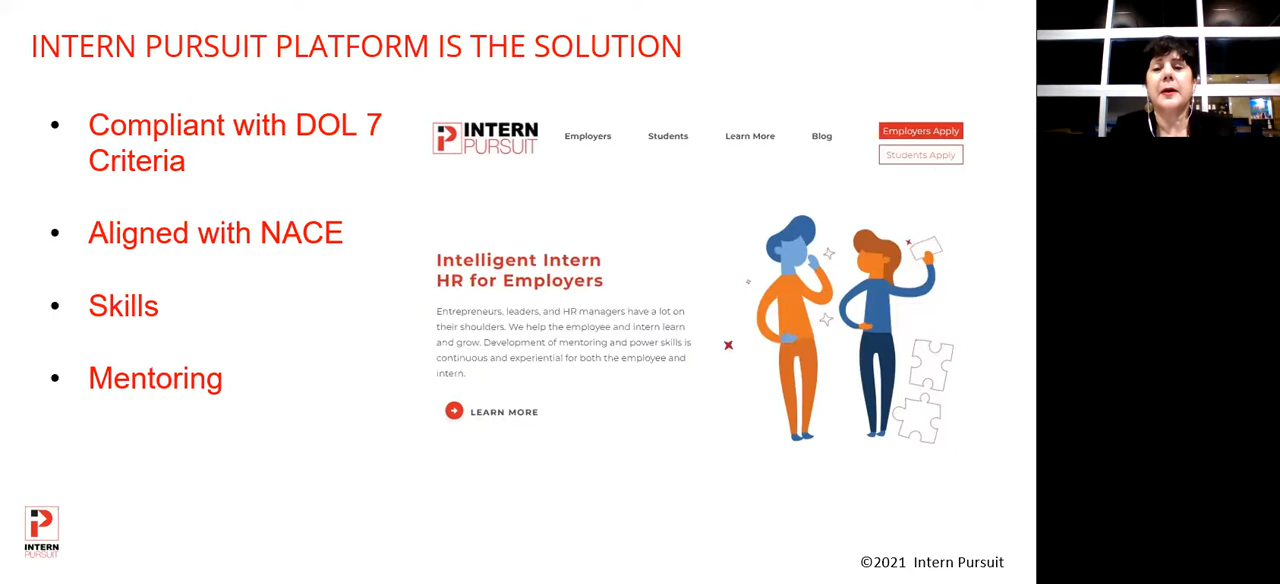 INTERN PURSUIT PLATFORM IS THE SOLUTION
• Compliant with DOL 7
Criteria
• Aligned with NACE
• Skills
• Mentoring
INTERN
PURSUIT
Employers
Students
Learn More
Blog
Employers Apply
Students Apply
Intelligent Intern
HR for Employers
Entrepreneurs, leaders, and HR managers have a lot on
their shoulders. We help the employee and intern learn
and grow. Development of mentoring and power skills is
continuous and experiential for both the employee and
intern.
LEARN MORE
INTERN
PURSUIT
©2021 Intern Pursuit